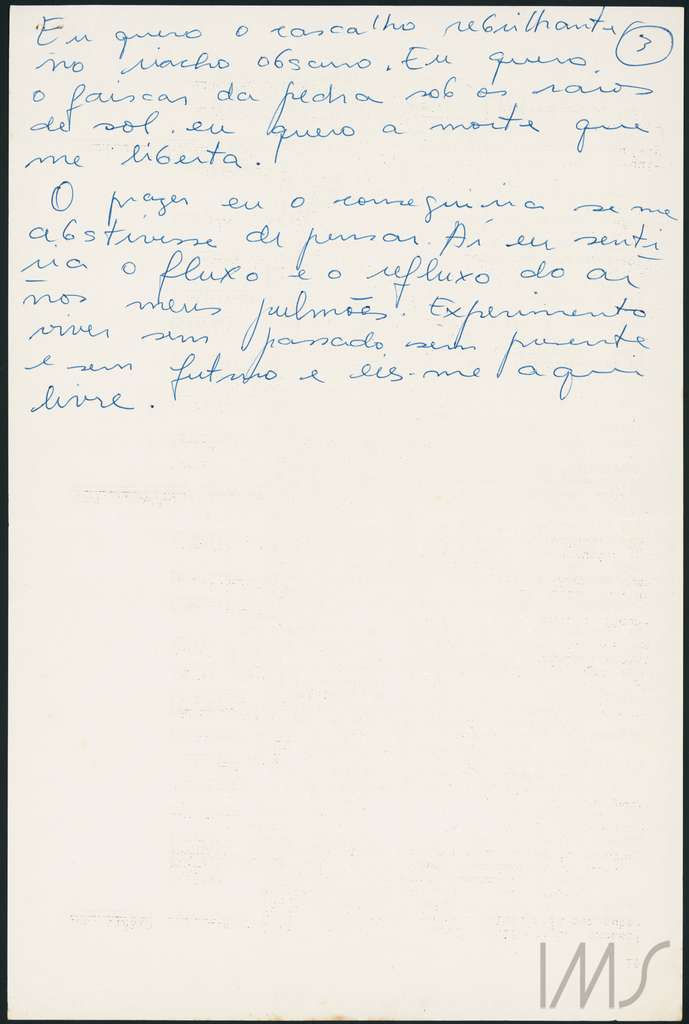 Eu quero o cascalho rebrilhante 3
no riacho obscuro. Eu quero
o faiscar da pedra sob os raios
de sol. eu quero a morte que
me liberta.
O prazer eu o conseguiria se me
abstivesse de pensar. Aí eu senti-
ria o fluxo e o refluxo do ar
nos meus pulmões. Experimento
viver sem passado sem presente
e sem futuro e eis-me aqui
livre.
IMS